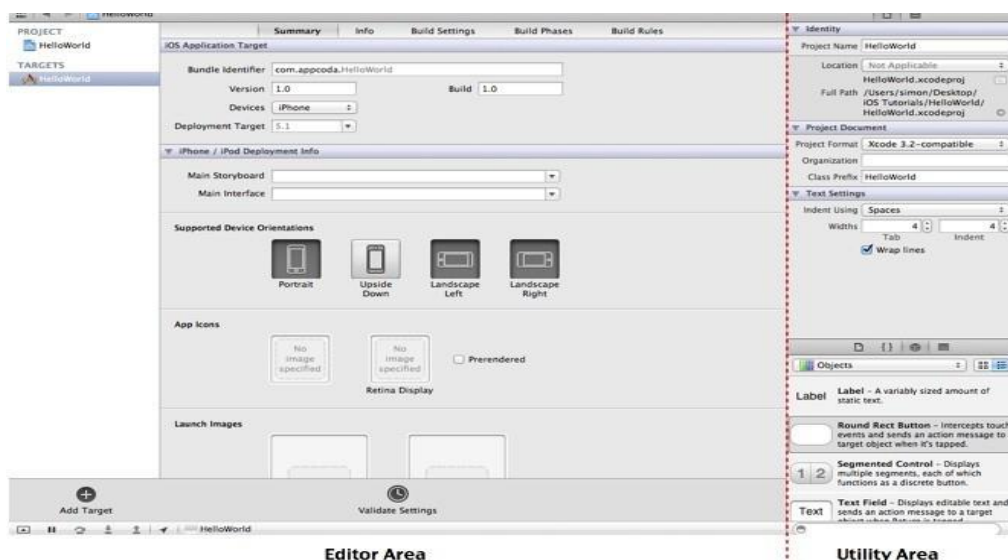 HelloWorld
PROJECT
HelloWorld
TARGETS
HelloWorld
Summary Info Build Settings Build Phases Build Rules
iOS Application Target
Bundle Identifier com.appcoda.HelloWorld
Version 1.0 Build 1.0
Devices iPhone
Deployment Target 5.1
iPhone / iPod Deployment Info
Main Storyboard
Main Interface
Supported Device Orientations
Portrait
Upside Down
Landscape Left
Landscape Right
App Icons
No image specified
No image specified
Prerendered
Retina Display
Launch Images
Add Target
Validate Settings
HelloWorld
Editor Area
Identity
Project Name HelloWorld
Location Not Applicable
HelloWorld.xcodeproj
Full Path /Users/simon/Desktop/
iOS Tutorials/HelloWorld/
HelloWorld.xcodeproj
Project Document
Project Format Xcode 3.2-compatible
Organization
Class Prefix HelloWorld
Text Settings
Indent Using Spaces
Widths 4 4
Tab Indent
Wrap lines
{}
Objects
Label
Label - A variably sized amount of
static text.
Round Rect Button - Intercepts touch
events and sends an action message to
target object when it's tapped.
1 2
Segmented Control - Displays
multiple segments, each of which
functions as a discrete button.
Text
Text Field - Displays editable text and
sends an action message to a target
object when Return is tapped.
Utility Area